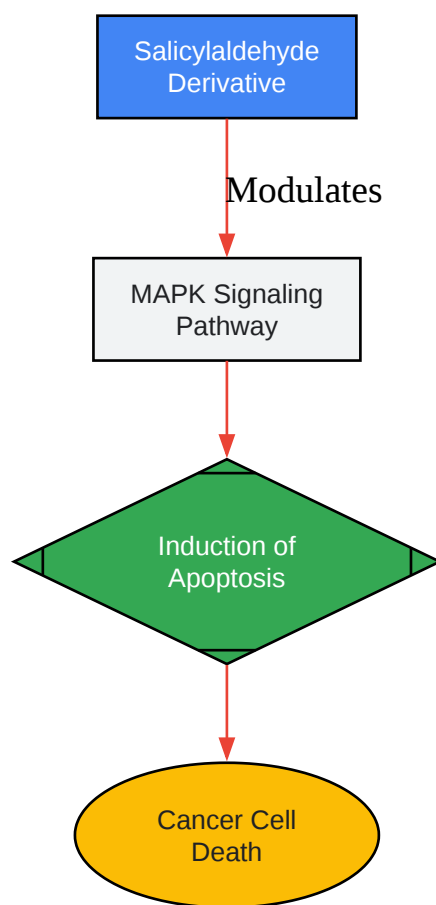 Salicylaldehyde
Derivative
Modulates
MAPK Signaling
Pathway
Induction of
Apoptosis
Cancer Cell
Death